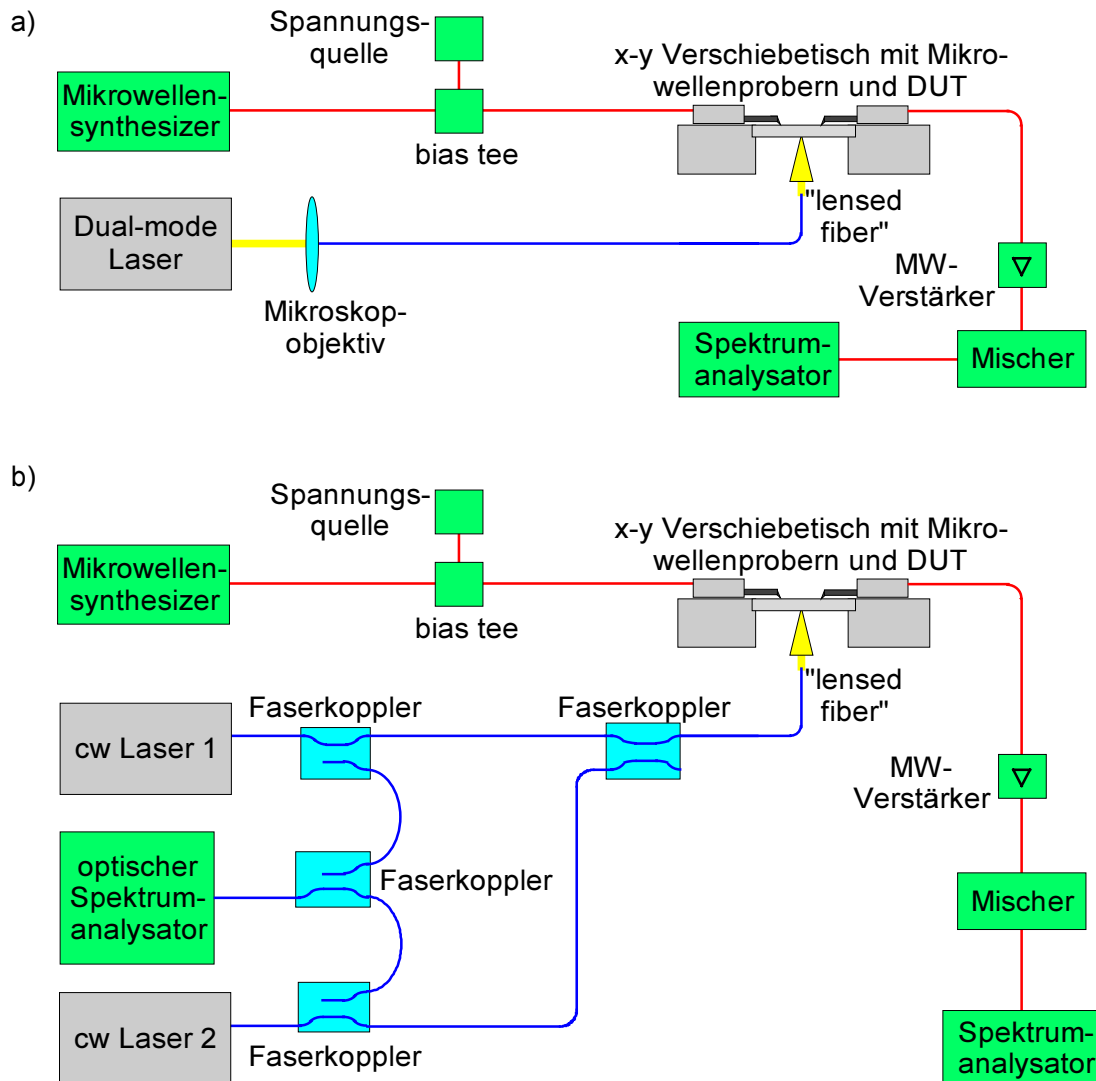 a)
Spannungs-
quelle
x-y Verschiebetisch mit Mikro-
wellenprobern und DUT
Mikrowellen-
synthesizer
bias tee
"lensed
fiber"
Dual-mode
Laser
MW-
Verstärker
Mikroskop-
objektiv
Spektrum-
analysator
Mischer
b)
Spannungs-
quelle
x-y Verschiebetisch mit Mikro-
wellenprobern und DUT
Mikrowellen-
synthesizer
bias tee
"lensed
fiber"
Faserkoppler
Faserkoppler
cw Laser 1
MW-
Verstärker
optischer
Spektrum-
analysator
Faserkoppler
Mischer
cw Laser 2
Faserkoppler
Spektrum-
analysator